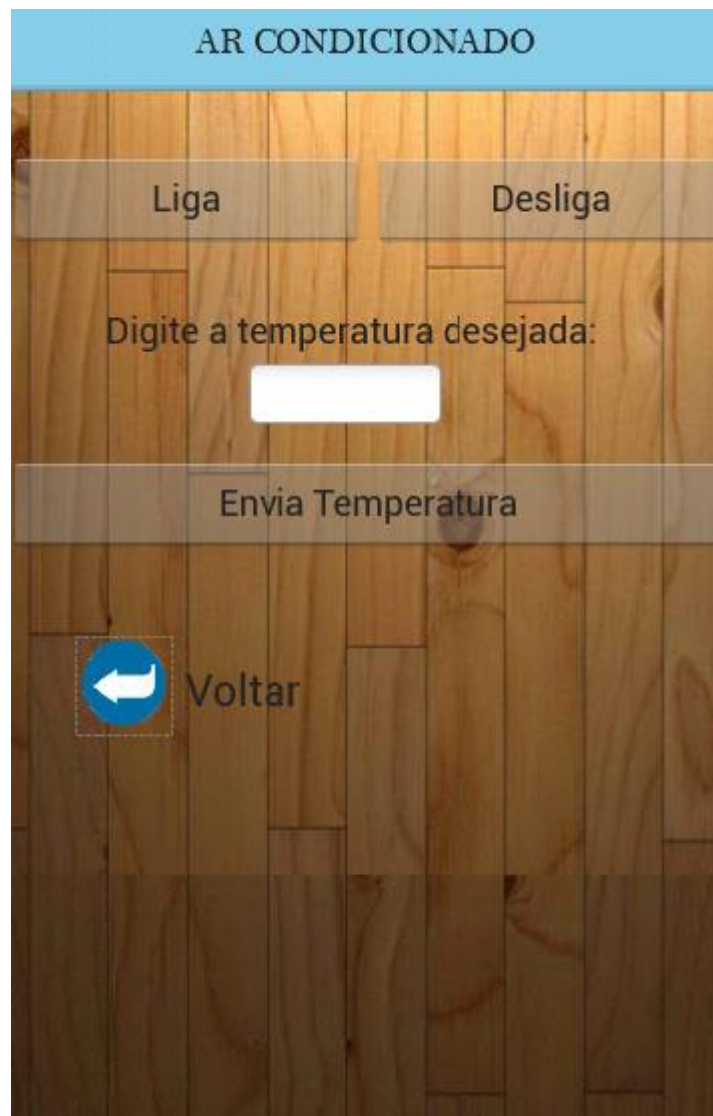 AR CONDICIONADO
Liga Desliga
Digite a temperatura desejada:
Envia Temperatura
Voltar